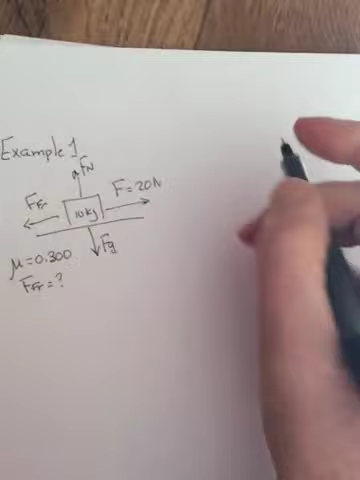 Example 1
FN
Ffr
F=20N
10kg
Fg
μ=0.300
Ffr=?